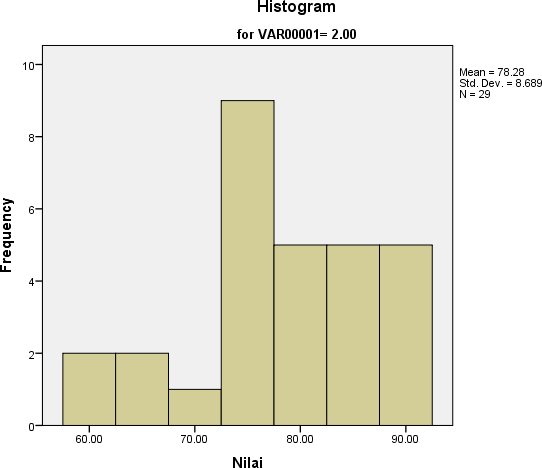 Histogram
for VAR00001= 2.00
Mean = 78.28
Std. Dev. = 8.689
N = 29
Frequency
10
8
6
4
2
0
60.00 70.00 80.00 90.00
Nilai